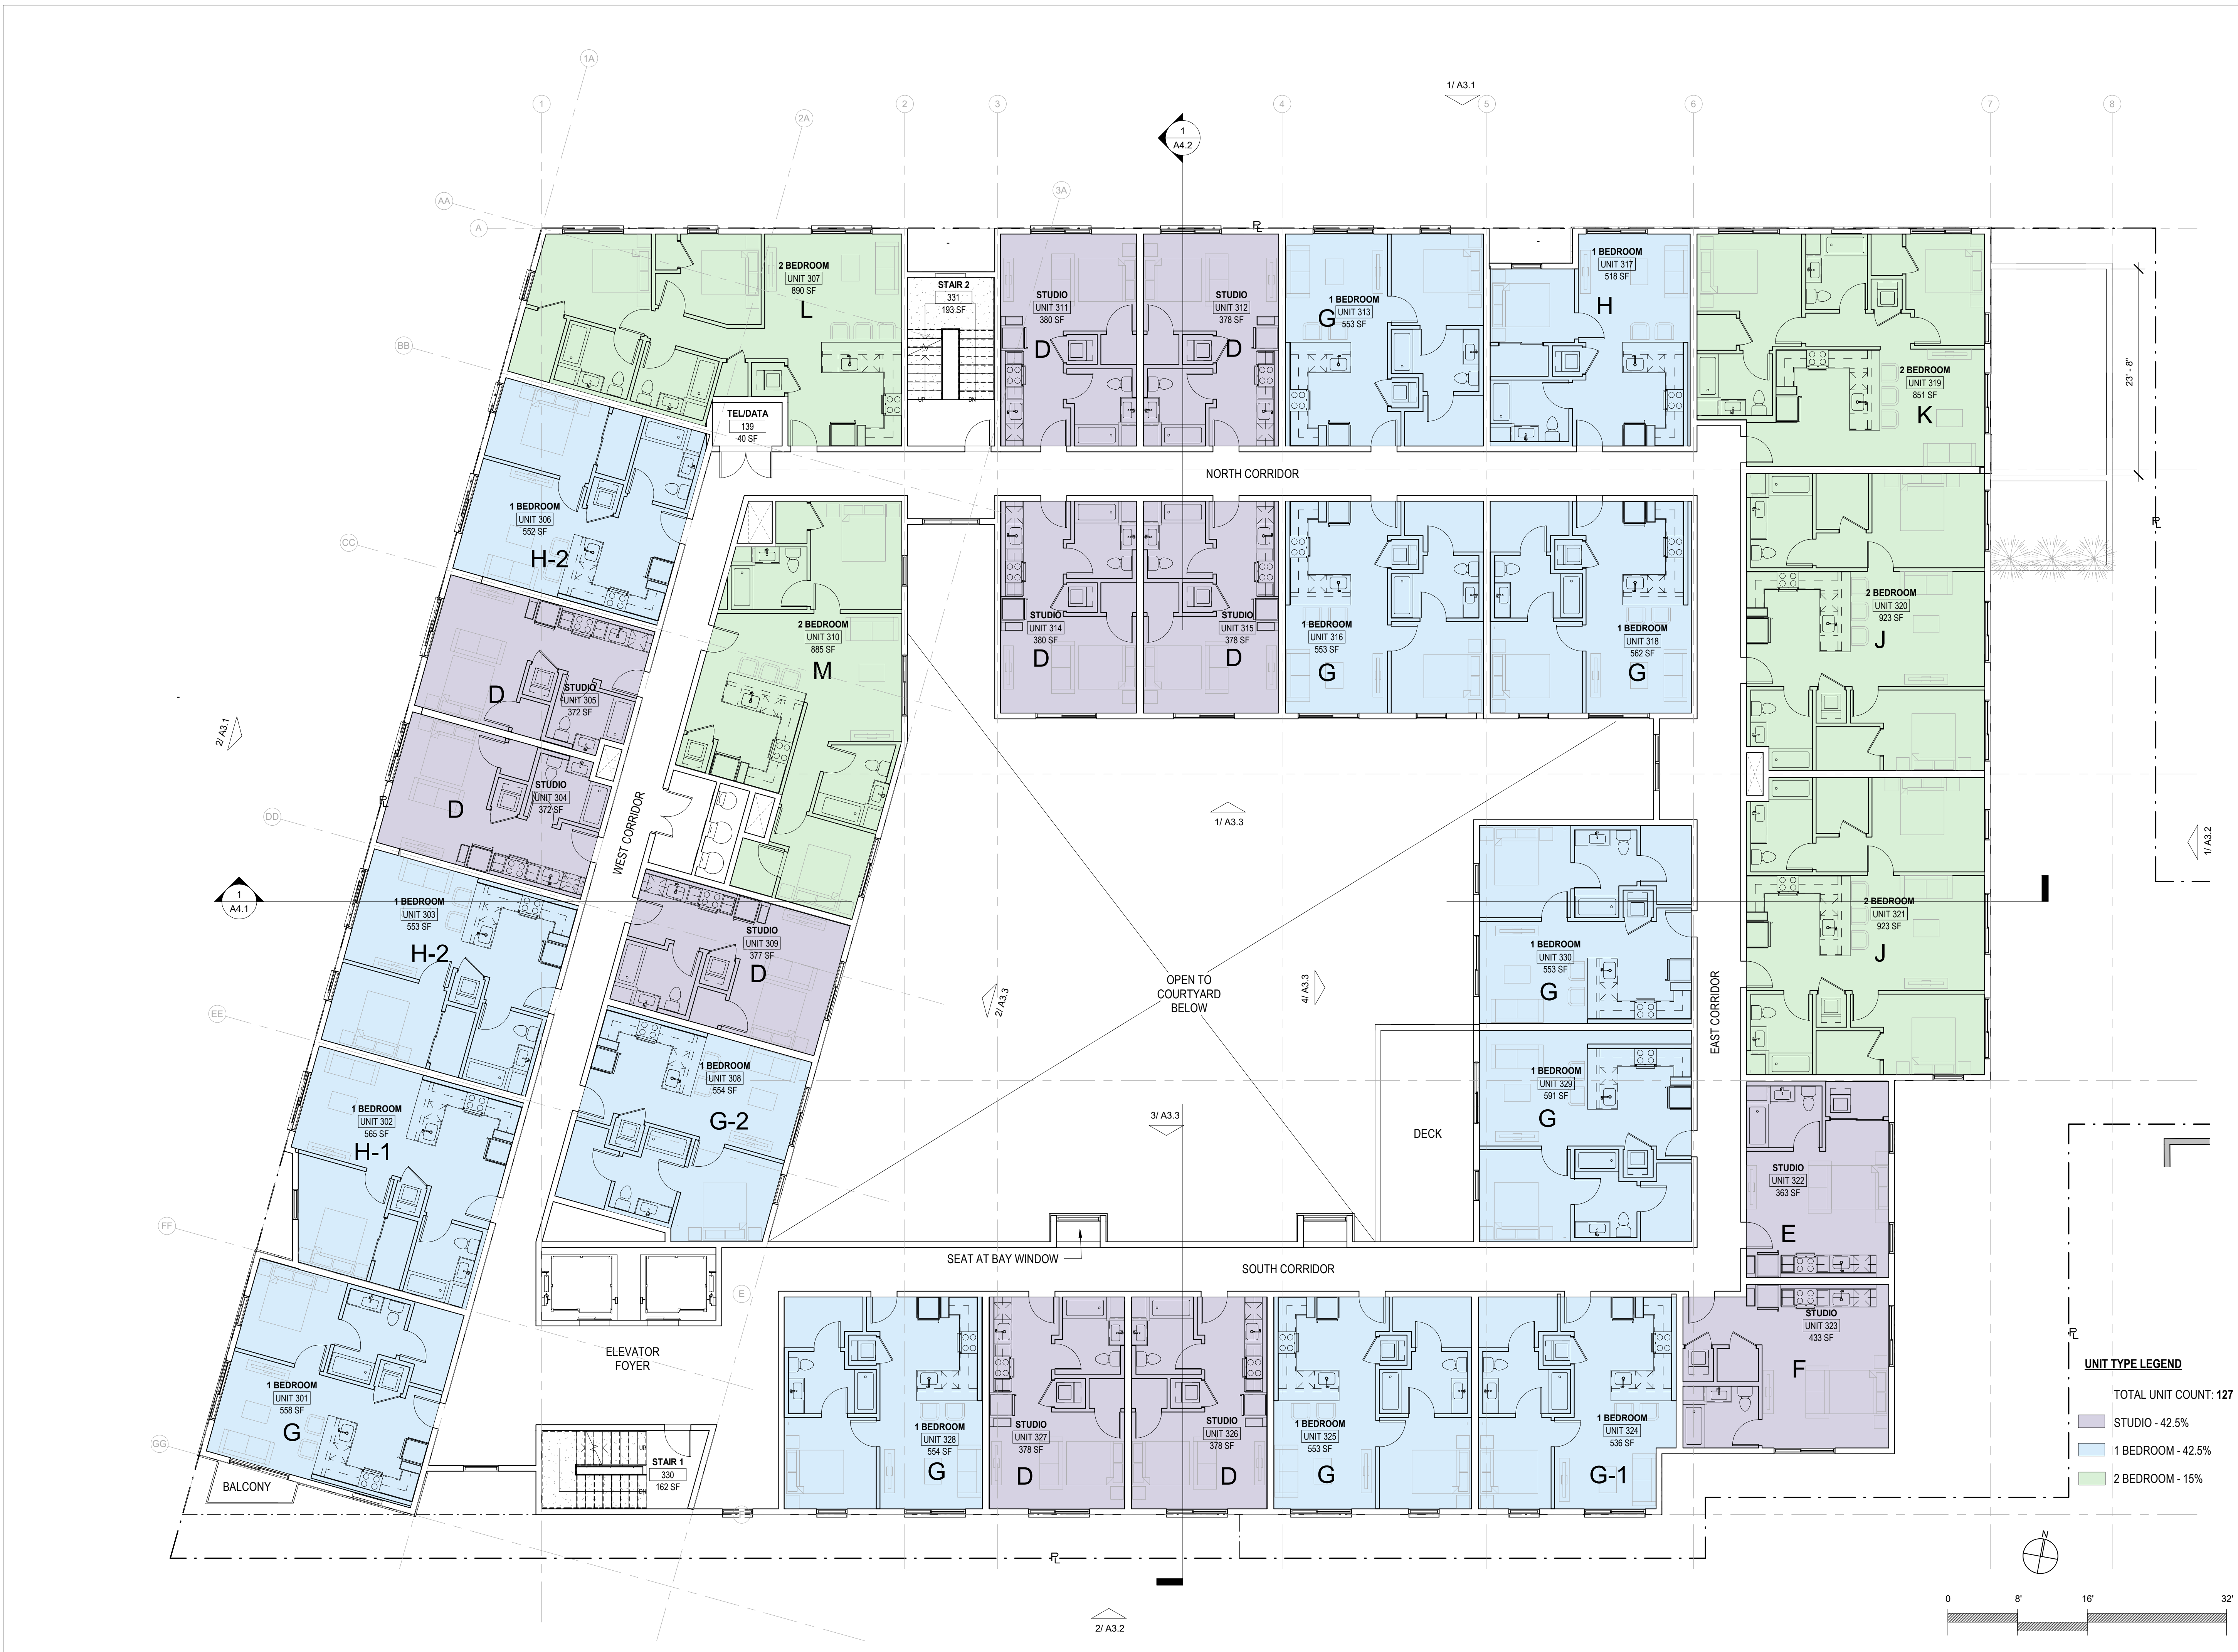 1A
1/ A3.1
1
2A
2
3
1
A4.2
4
5
6
7
8
3A
AA
A
PL
2 BEDROOM
UNIT 307
890 SF
L
STAIR 2
331
193 SF
UP
DN
STUDIO
UNIT 311
380 SF
D
STUDIO
UNIT 312
378 SF
D
1 BEDROOM
UNIT 313
553 SF
G
1 BEDROOM
UNIT 317
518 SF
H
2 BEDROOM
UNIT 319
851 SF
K
23' - 8"
BB
TEL/DATA
139
40 SF
NORTH CORRIDOR
1 BEDROOM
UNIT 306
552 SF
H-2
CC
PL
2 BEDROOM
UNIT 310
885 SF
M
STUDIO
UNIT 314
380 SF
D
STUDIO
UNIT 315
378 SF
D
1 BEDROOM
UNIT 316
553 SF
G
1 BEDROOM
UNIT 318
562 SF
G
2 BEDROOM
UNIT 320
923 SF
J
STUDIO
UNIT 305
372 SF
D
2/ A3.1
STUDIO
UNIT 304
372 SF
D
PL
DD
WEST CORRIDOR
1/ A3.3
1/ A3.2
1
A4.1
1 BEDROOM
UNIT 303
553 SF
H-2
STUDIO
UNIT 309
377 SF
D
2 BEDROOM
UNIT 321
923 SF
J
1 BEDROOM
UNIT 330
553 SF
G
OPEN TO
COURTYARD
BELOW
2/ A3.3
4/ A3.3
EAST CORRIDOR
EE
1 BEDROOM
UNIT 308
554 SF
G-2
1 BEDROOM
UNIT 329
591 SF
G
1 BEDROOM
UNIT 302
565 SF
H-1
3/ A3.3
DECK
STUDIO
UNIT 322
363 SF
E
FF
SEAT AT BAY WINDOW
SOUTH CORRIDOR
E
STUDIO
UNIT 323
433 SF
F
PL
ELEVATOR
FOYER
1 BEDROOM
UNIT 301
558 SF
G
GG
BALCONY
UP
DN
STAIR 1
330
162 SF
1 BEDROOM
UNIT 328
554 SF
G
STUDIO
UNIT 327
378 SF
D
STUDIO
UNIT 326
378 SF
D
1 BEDROOM
UNIT 325
553 SF
G
1 BEDROOM
UNIT 324
536 SF
G-1
UNIT TYPE LEGEND
TOTAL UNIT COUNT: 127
STUDIO - 42.5%
1 BEDROOM - 42.5%
2 BEDROOM - 15%
PL
N
0 8' 16' 32'
2/ A3.2